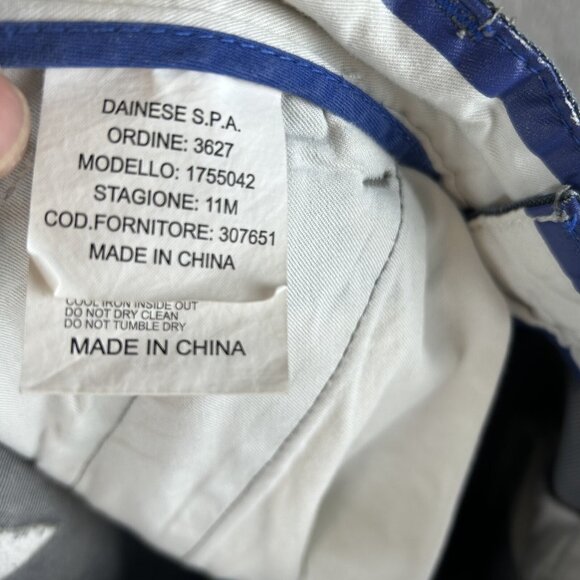 DAINESE S.P.A.
ORDINE: 3627
MODELLO: 1755042
STAGIONE: 11M
COD.FORNITORE: 307651
MADE IN CHINA
COOL IRON INSIDE OUT
DO NOT DRY CLEAN
DO NOT TUMBLE DRY
MADE IN CHINA